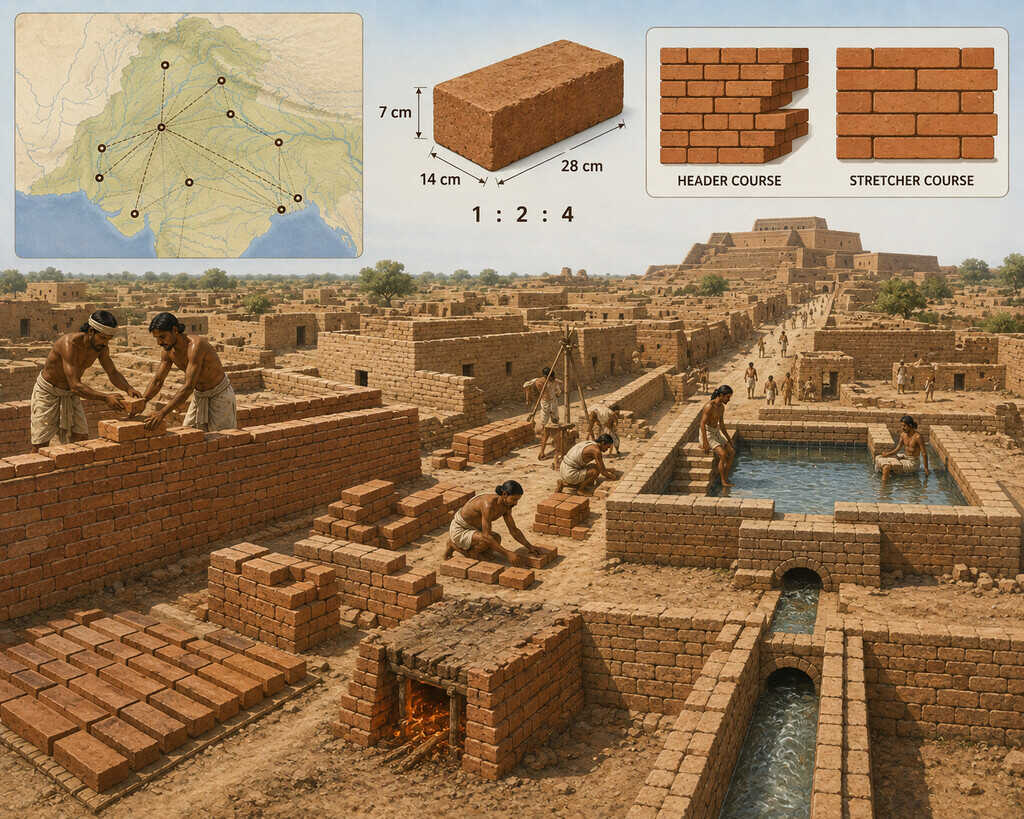 7 cm
14 cm
28 cm
1 : 2 : 4
HEADER COURSE
STRETCHER COURSE